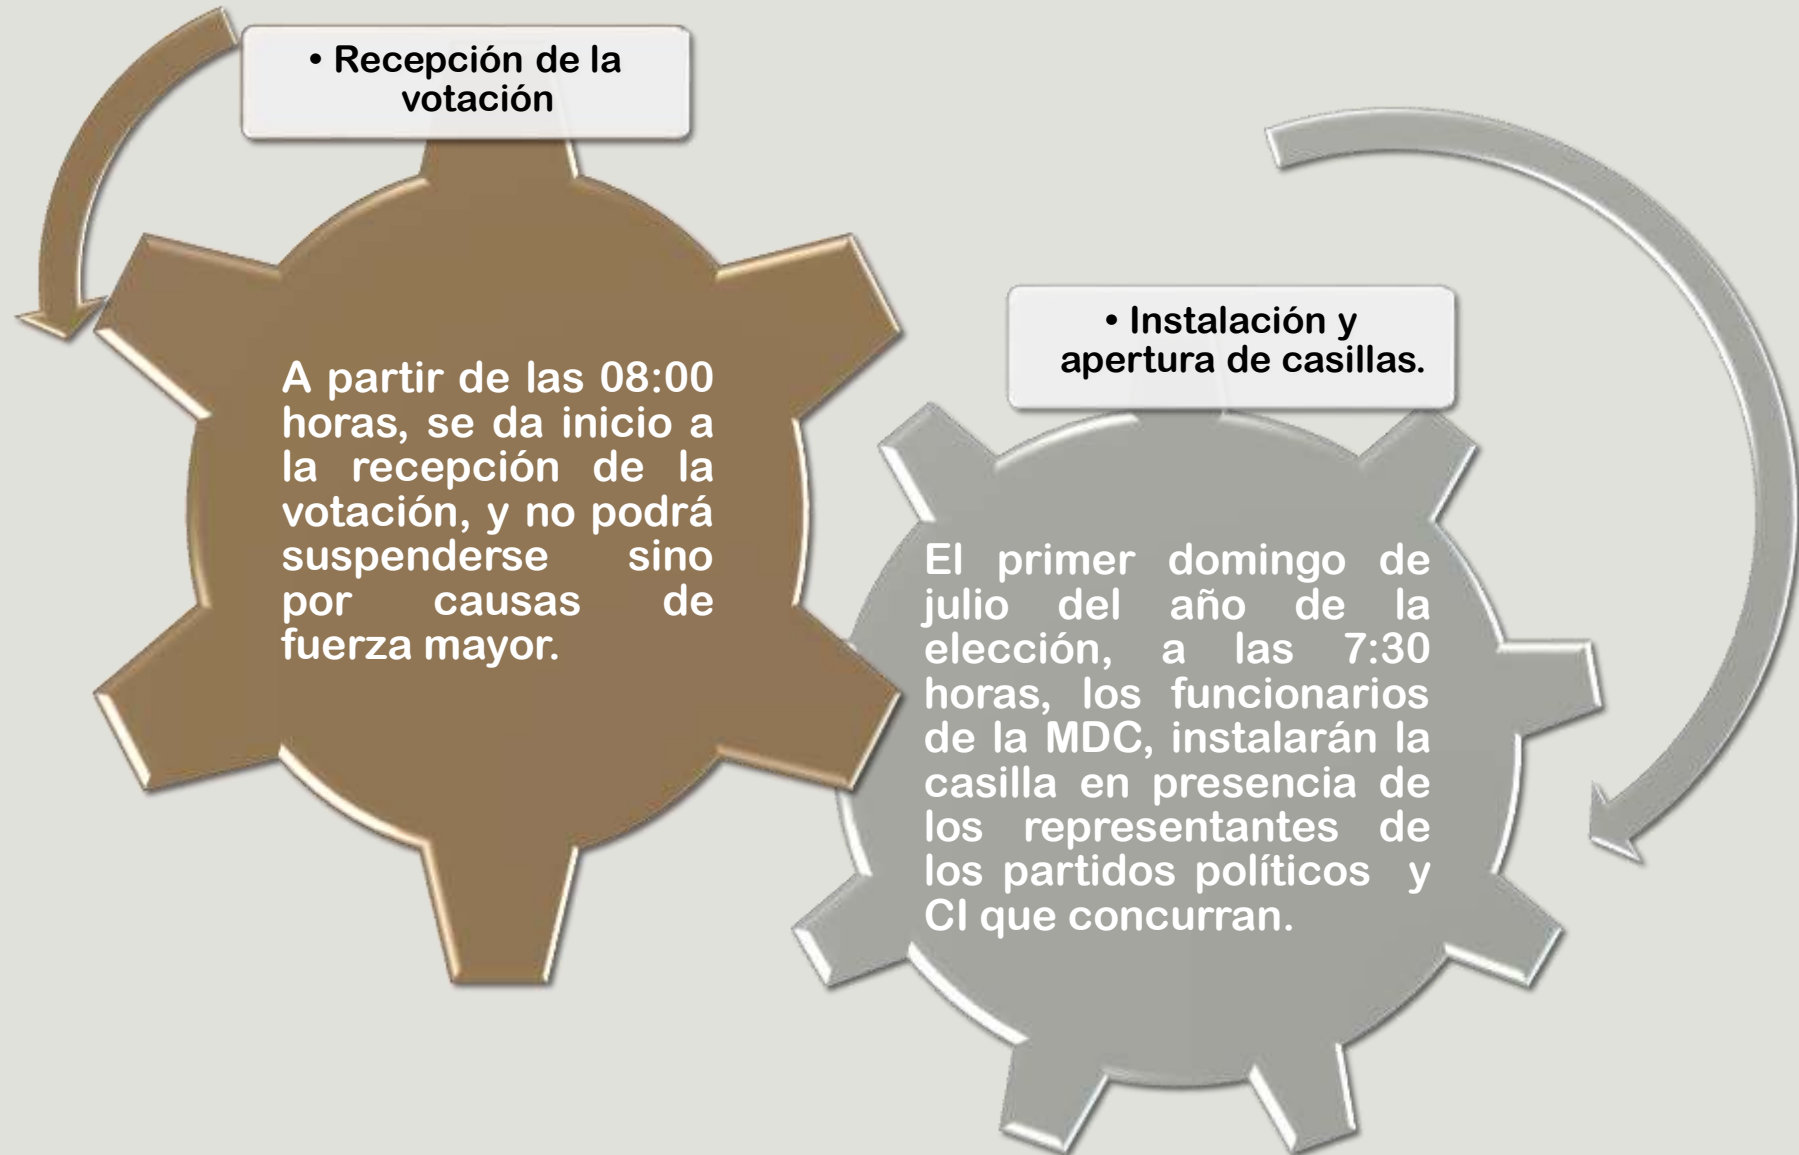 • Recepción de la
votación
A partir de las 08:00
horas, se da inicio a
la recepción de la
votación, y no podrá
suspenderse sino
por causas de
fuerza mayor.
• Instalación y
apertura de casillas.
El primer domingo de
julio del año de la
elección, a las 7:30
horas, los funcionarios
de la MDC, instalarán la
casilla en presencia de
los representantes de
los partidos políticos y
CI que concurran.